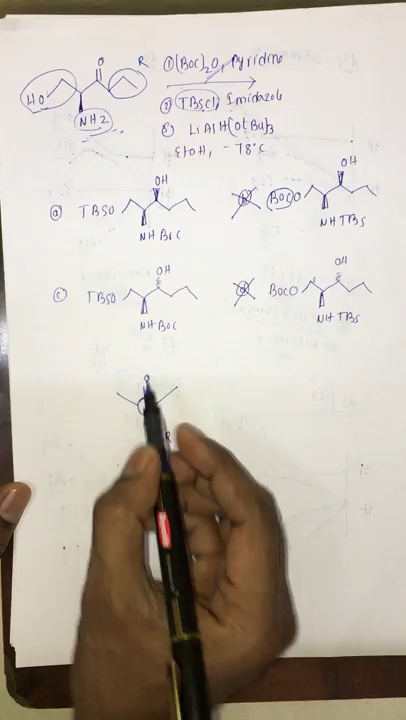 O R
HO
NH2
① (Boc)2O, Pyridine
② TBSCl, Imidazole
③ LiAlH(OtBu)3
EtOH, -78°C
ⓐ TBSO OH
NHBoc
ⓑ BOCO OH
NHTBS
ⓒ TBSO OH
NHBoc
ⓓ BocO OH
NHTBS
O
R